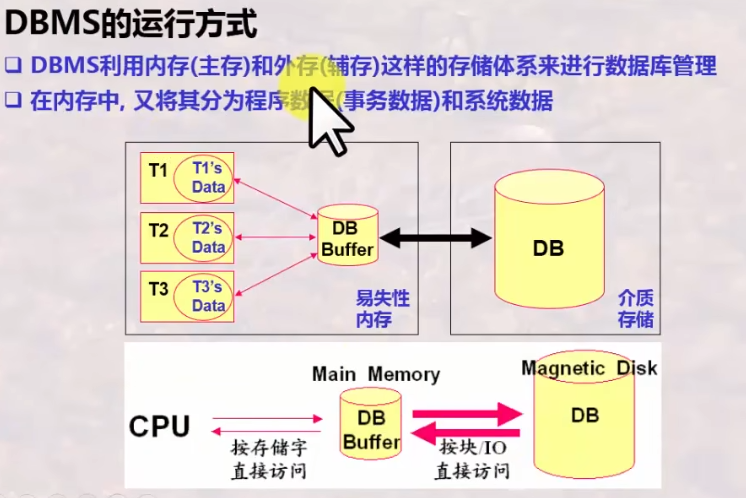 DBMS的运行方式
DBMS利用内存(主存)和外存(辅存)这样的存储体系来进行数据库管理
在内存中, 又将其分为程序数据(事务数据)和系统数据
T1
T1's
Data
T2
T2's
Data
T3
T3's
Data
DB
Buffer
易失性
内存
DB
介质
存储
Main Memory
Magnetic Disk
CPU
按存储字
直接访问
DB
Buffer
按块/IO
直接访问
DB